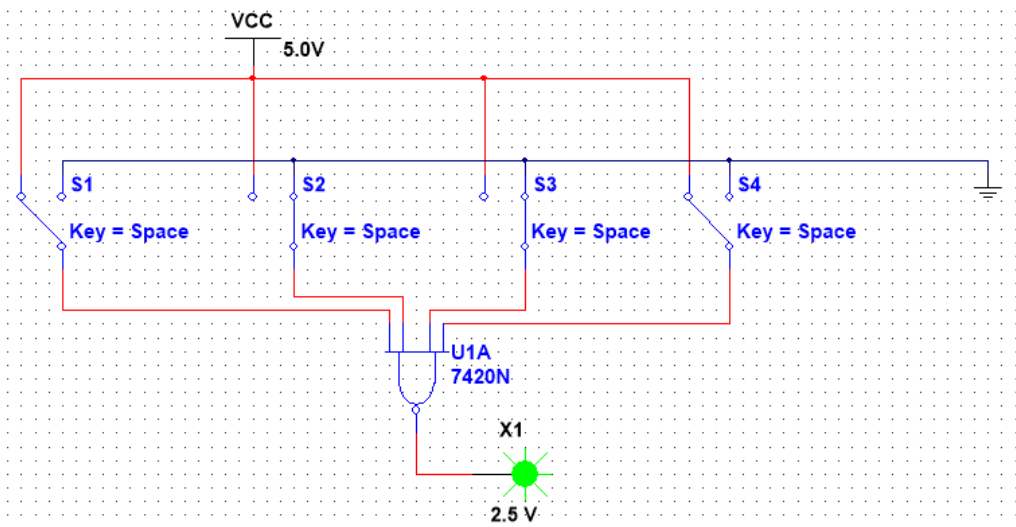 VCC
5.0V
S1
S2
S3
S4
Key = Space
Key = Space
Key = Space
Key = Space
U1A
7420N
X1
2.5 V